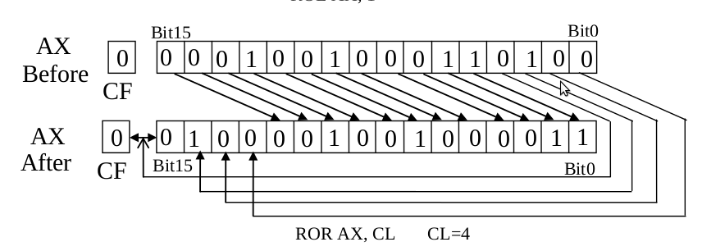 Bit15 Bit0
AX Before 0 0 0 0 1 0 0 1 0 0 0 1 1 0 1 0 0
CF
AX After 0 0 1 0 0 0 0 1 0 0 1 0 0 0 0 1 1
CF Bit15 Bit0
ROR AX, CL CL=4